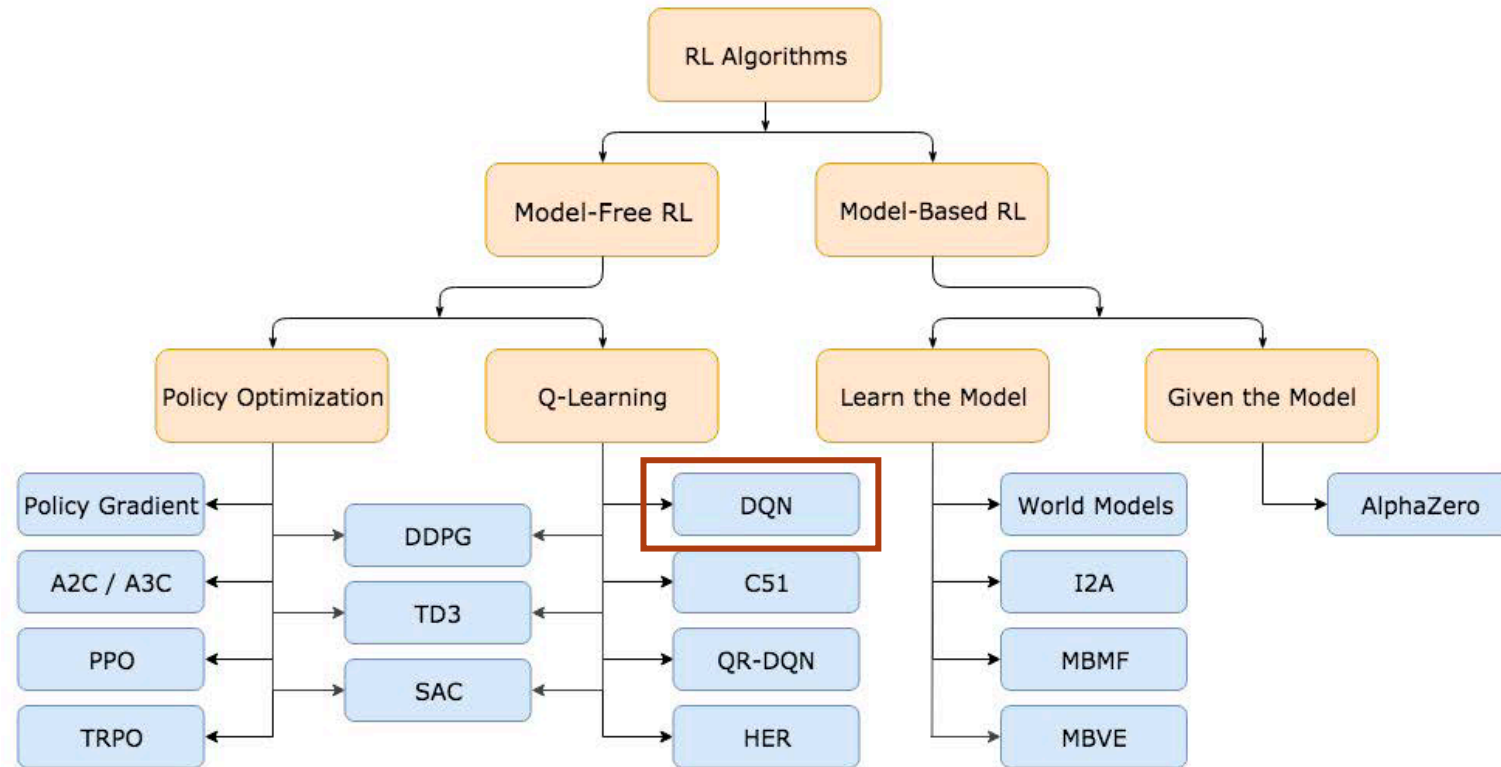 RL Algorithms
Model-Free RL
Model-Based RL
Policy Optimization
Q-Learning
Learn the Model
Given the Model
Policy Gradient
DDPG
DQN
World Models
AlphaZero
A2C / A3C
TD3
C51
I2A
PPO
SAC
QR-DQN
MBMF
TRPO
HER
MBVE